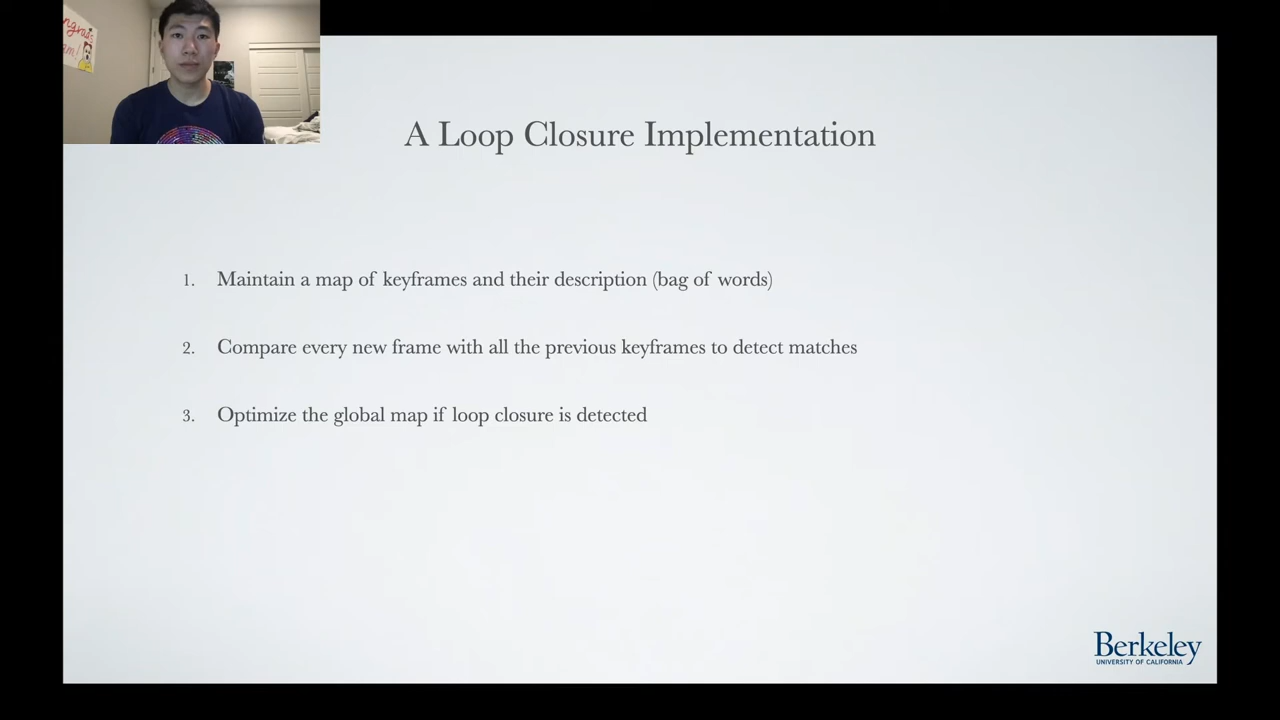 A Loop Closure Implementation
1. Maintain a map of keyframes and their description (bag of words)
2. Compare every new frame with all the previous keyframes to detect matches
3. Optimize the global map if loop closure is detected
Berkeley
UNIVERSITY OF CALIFORNIA